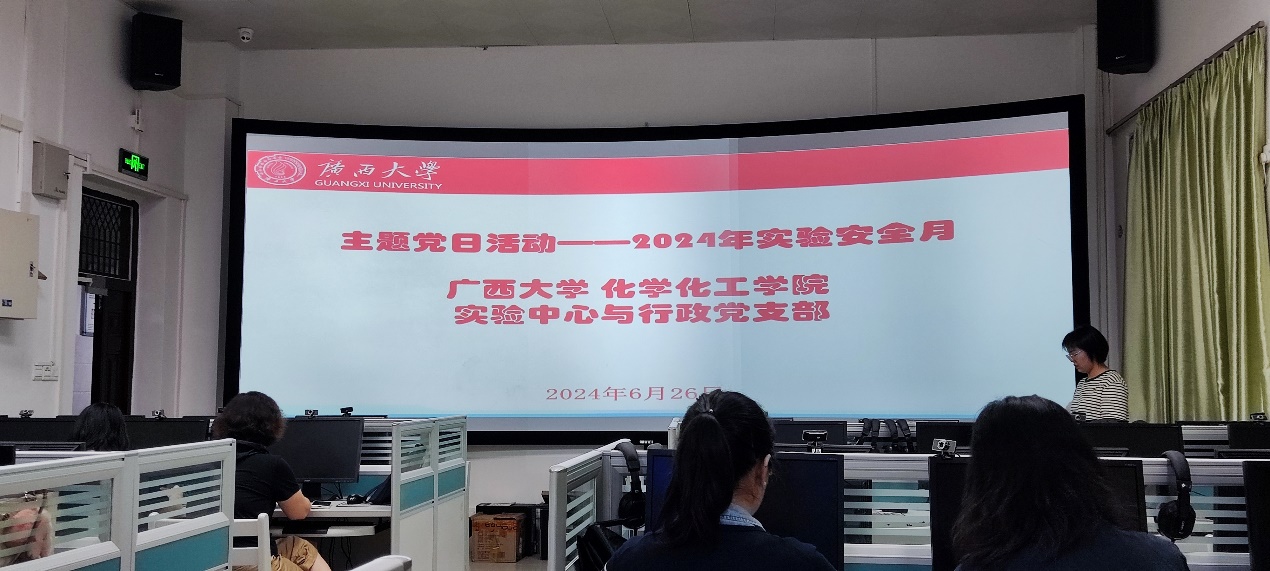 廣西大學
GUANGXI UNIVERSITY
主题党日活动——2024年实验安全月
广西大学 化学化工学院
实验中心与行政党支部
2024年6月26日